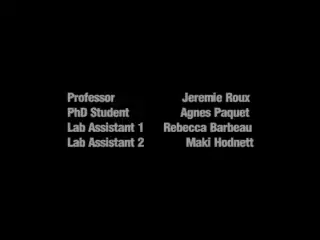 Professor Jeremie Roux
PhD Student Agnes Paquet
Lab Assistant 1 Rebecca Barbeau
Lab Assistant 2 Maki Hodnett